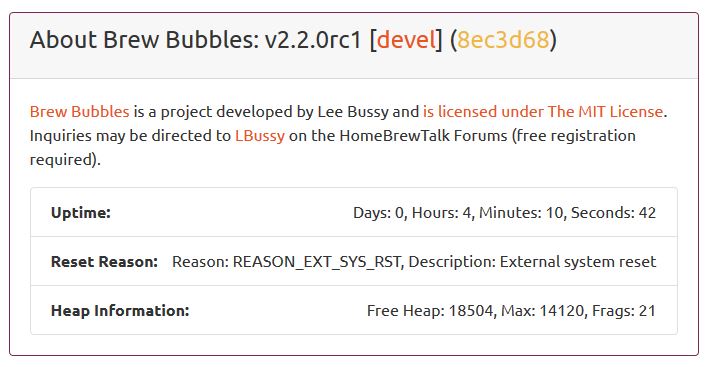 About Brew Bubbles: v2.2.0rc1 [devel] (8ec3d68)
Brew Bubbles is a project developed by Lee Bussy and is licensed under The MIT License.
Inquiries may be directed to LBussy on the HomeBrewTalk Forums (free registration
required).
Uptime: Days: 0, Hours: 4, Minutes: 10, Seconds: 42
Reset Reason: Reason: REASON_EXT_SYS_RST, Description: External system reset
Heap Information: Free Heap: 18504, Max: 14120, Frags: 21